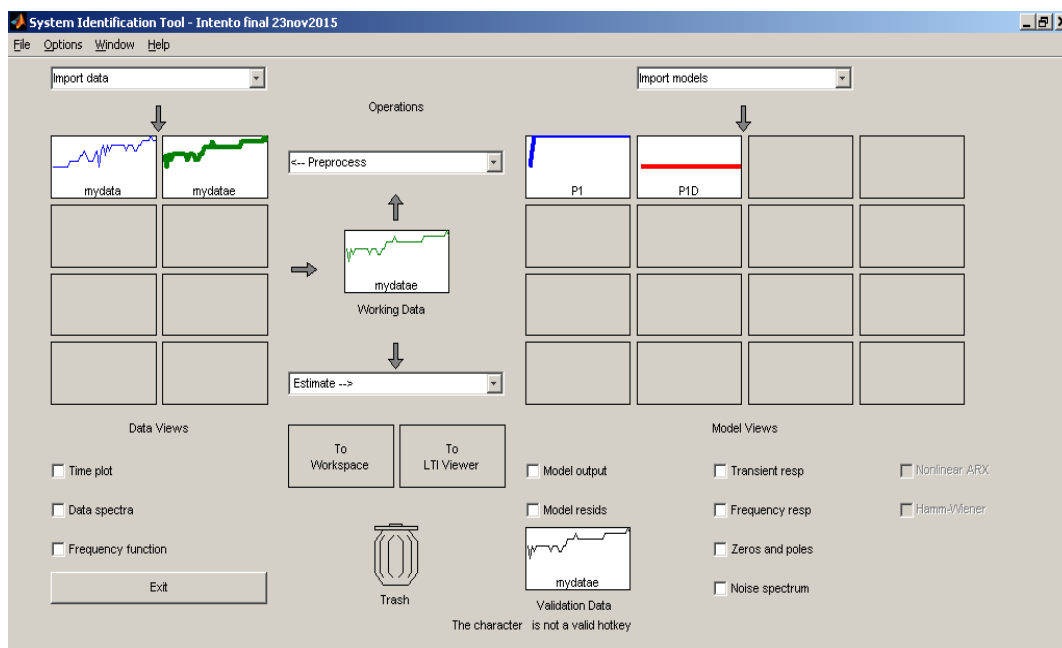 System Identification Tool - Intento final 23nov2015
File Options Window Help
Import data
Import models
Operations
mydata
mydatae
<-- Preprocess
P1
P1D
mydatae
Working Data
Estimate -->
Data Views
Model Views
To
Workspace
To
LTI Viewer
Time plot
Model output
Transient resp
Nonlinear ARX
Data spectra
Model resids
Frequency resp
Hamm-Wiener
Frequency function
Zeros and poles
mydatae
Exit
Trash
Validation Data
Noise spectrum
The character is not a valid hotkey